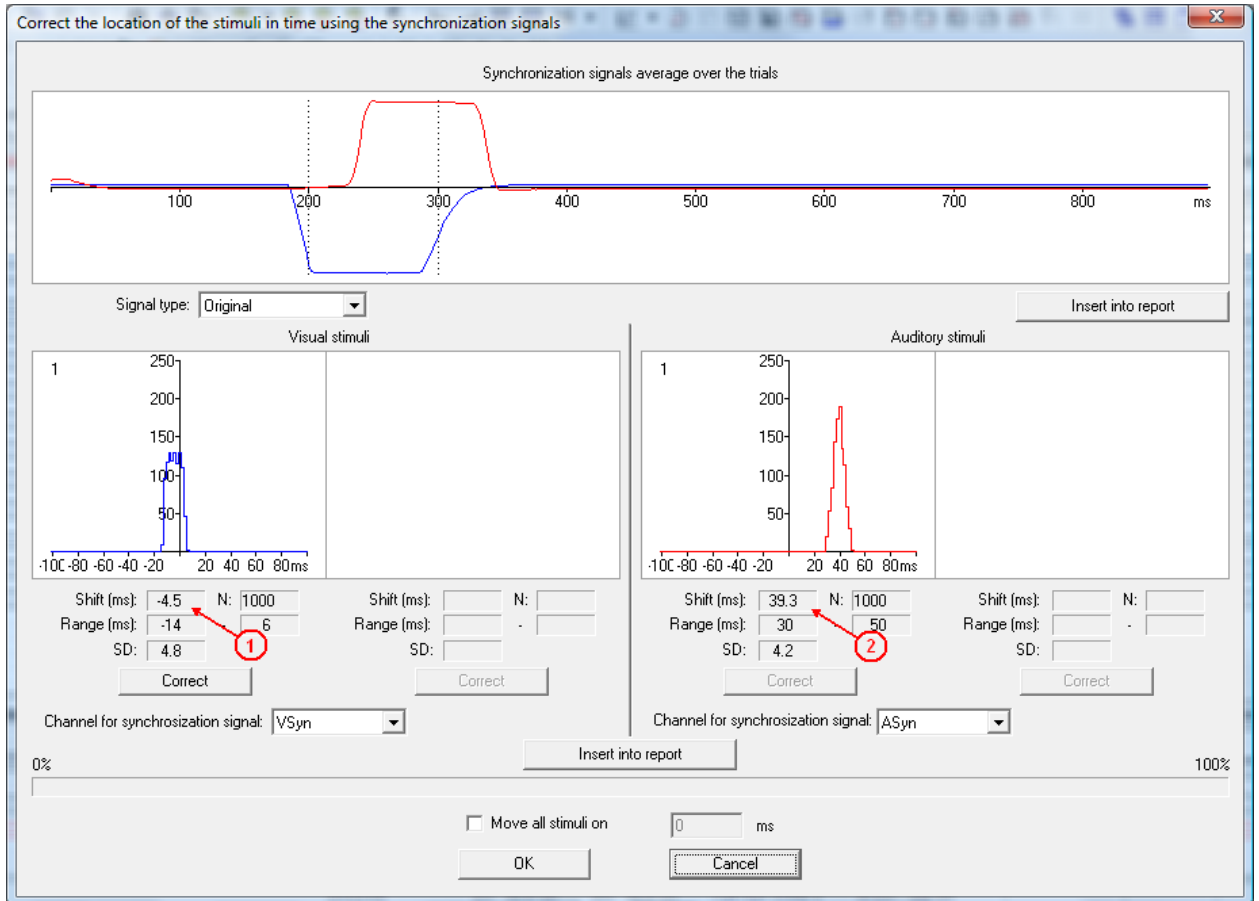 Correct the location of the stimuli in time using the synchronization signals
X
Synchronization signals average over the trials
100 200 300 400 500 600 700 800 ms
Signal type: Original
Insert into report
Visual stimuli
Auditory stimuli
1
250
200
150
100
50
-100 -80 -60 -40 -20 20 40 60 80ms
1
250
200
150
100
50
-100 -80 -60 -40 -20 20 40 60 80ms
Shift (ms): -4.5 N: 1000 Shift (ms): N: Shift (ms): 39.3 N: 1000 Shift (ms): N:
Range (ms): -14 - 6 Range (ms): - Range (ms): 30 - 50 Range (ms): -
1
2
SD: 4.8 SD: SD: 4.2 SD:
Correct Correct Correct Correct
Channel for synchrosization signal: VSyn
Channel for synchrosization signal: ASyn
Insert into report
0% 100%
Move all stimuli on 0 ms
OK Cancel